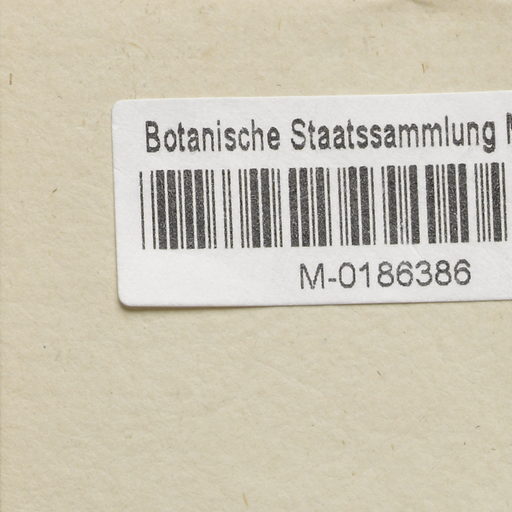 Botanische Staatssammlung
M-0186386